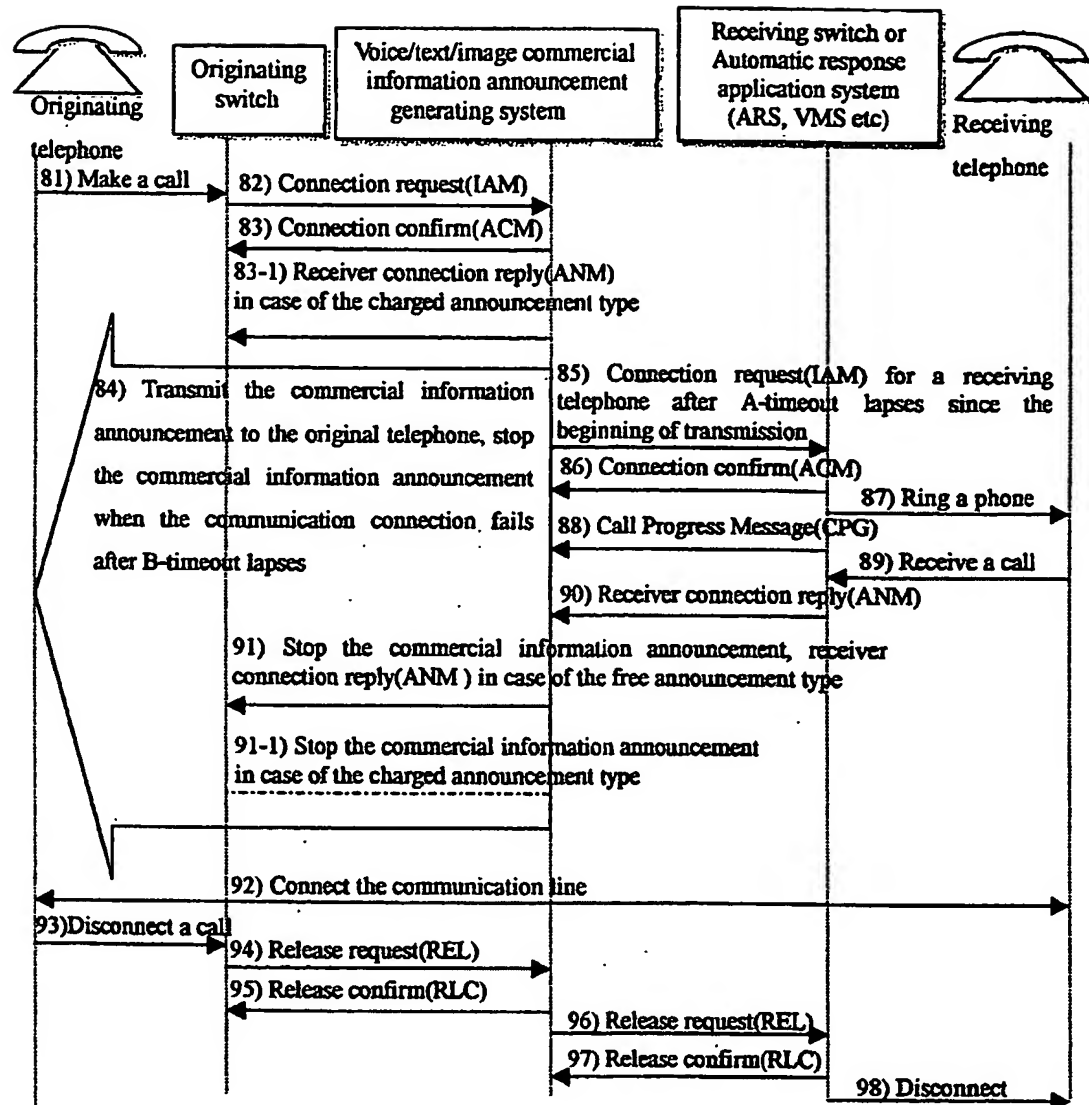 Originating
telephone
Originating
switch
Voice/text/image commercial
information announcement
generating system
Receiving switch or
Automatic response
application system
(ARS, VMS etc)
Receiving
telephone
81) Make a call
82) Connection request(IAM)
83) Connection confirm(ACM)
83-1) Receiver connection reply(ANM)
in case of the charged announcement type
84) Transmit the commercial information
announcement to the original telephone, stop
the commercial information announcement
when the communication connection fails
after B-timeout lapses
85) Connection request(IAM) for a receiving
telephone after A-timeout lapses since the
beginning of transmission
86) Connection confirm(ACM)
87) Ring a phone
88) Call Progress Message(CPG)
89) Receive a call
90) Receiver connection reply(ANM)
91) Stop the commercial information announcement, receiver
connection reply(ANM ) in case of the free announcement type
91-1) Stop the commercial information announcement
in case of the charged announcement type
92) Connect the communication line
93)Disconnect a call
94) Release request(REL)
95) Release confirm(RLC)
96) Release request(REL)
97) Release confirm(RLC)
98) Disconnect